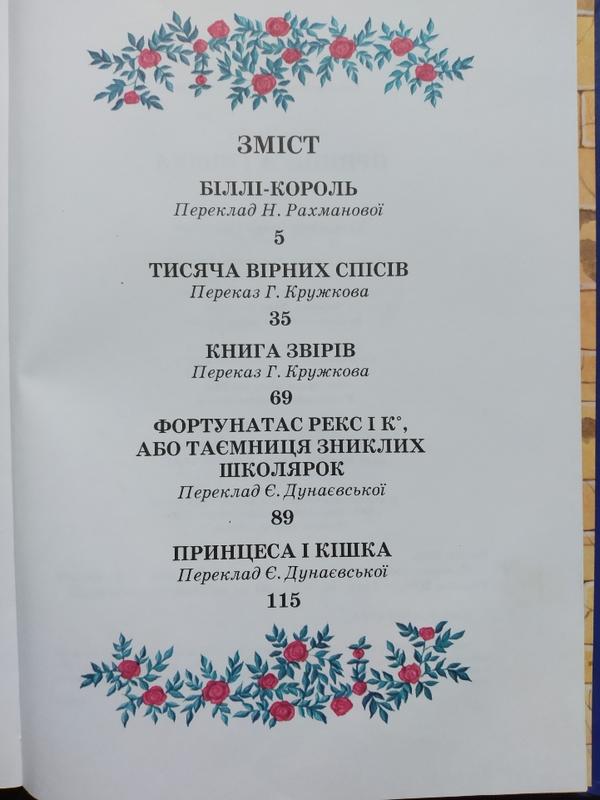 ЗМІСТ
БІЛЛІ-КОРОЛЬ
Переклад Н. Рахманової
5
ТИСЯЧА ВІРНИХ СПІСІВ
Переказ Г. Кружкова
35
КНИГА ЗВІРІВ
Переказ Г. Кружкова
69
ФОРТУНАТАС РЕКС І К°,
АБО ТАЄМНИЦЯ ЗНИКЛИХ
ШКОЛЯРОК
Переклад Є. Дунаєвської
89
ПРИНЦЕСА І КІШКА
Переклад Є. Дунаєвської
115